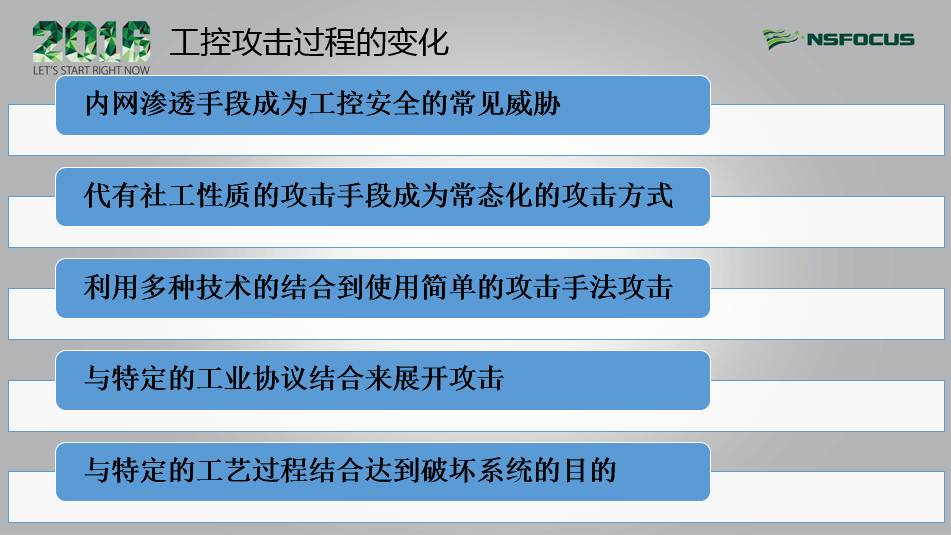 2016
LET'S START RIGHT NOW
工控攻击过程的变化
NSFOCUS
内网渗透手段成为工控安全的常见威胁
代有社工性质的攻击手段成为常态化的攻击方式
利用多种技术的结合到使用简单的攻击手法攻击
与特定的工业协议结合来展开攻击
与特定的工艺过程结合达到破坏系统的目的